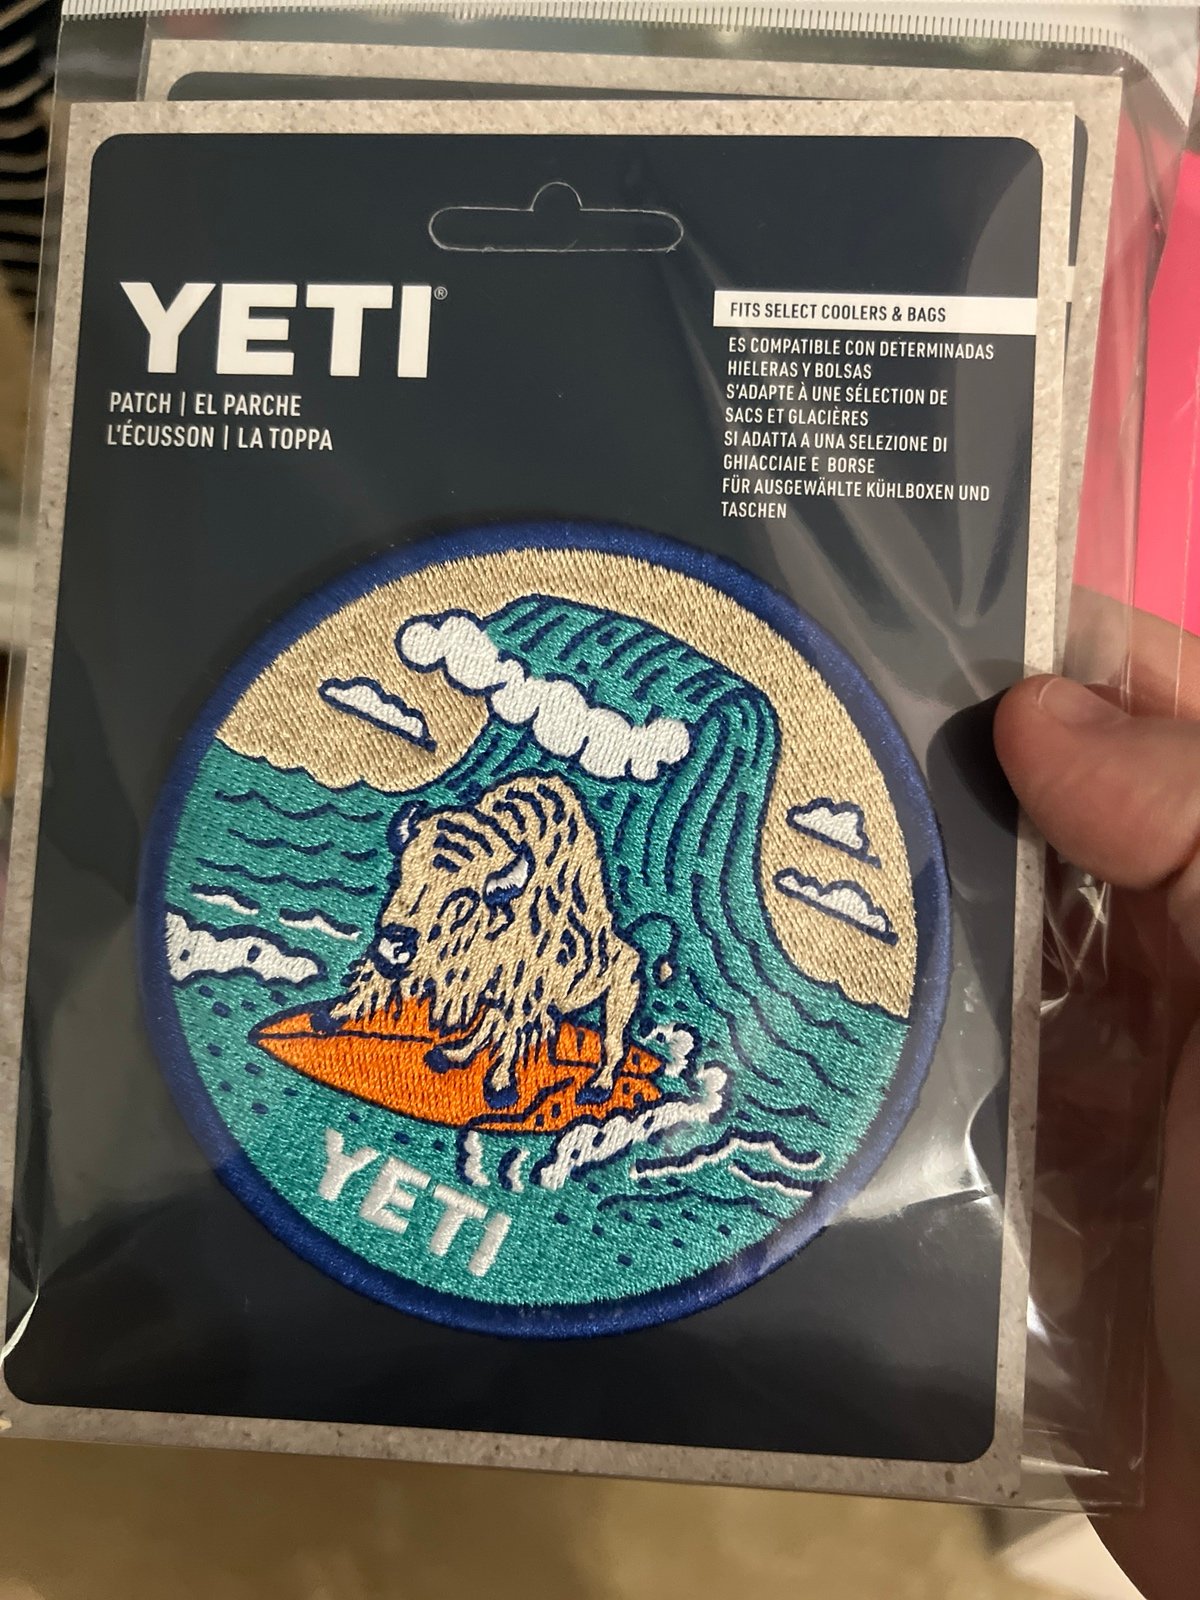 YETI®
PATCH | EL PARCHE
L'ÉCUSSON | LA TOPPA
FITS SELECT COOLERS & BAGS
ES COMPATIBLE CON DETERMINADAS
HIELERAS Y BOLSAS
S'ADAPTE À UNE SÉLECTION DE
SACS ET GLACIÈRES
SI ADATTA A UNA SELEZIONE DI
GHIACCIAIE E BORSE
FÜR AUSGEWÄHLTE KÜHLBOXEN UND
TASCHEN
YETI